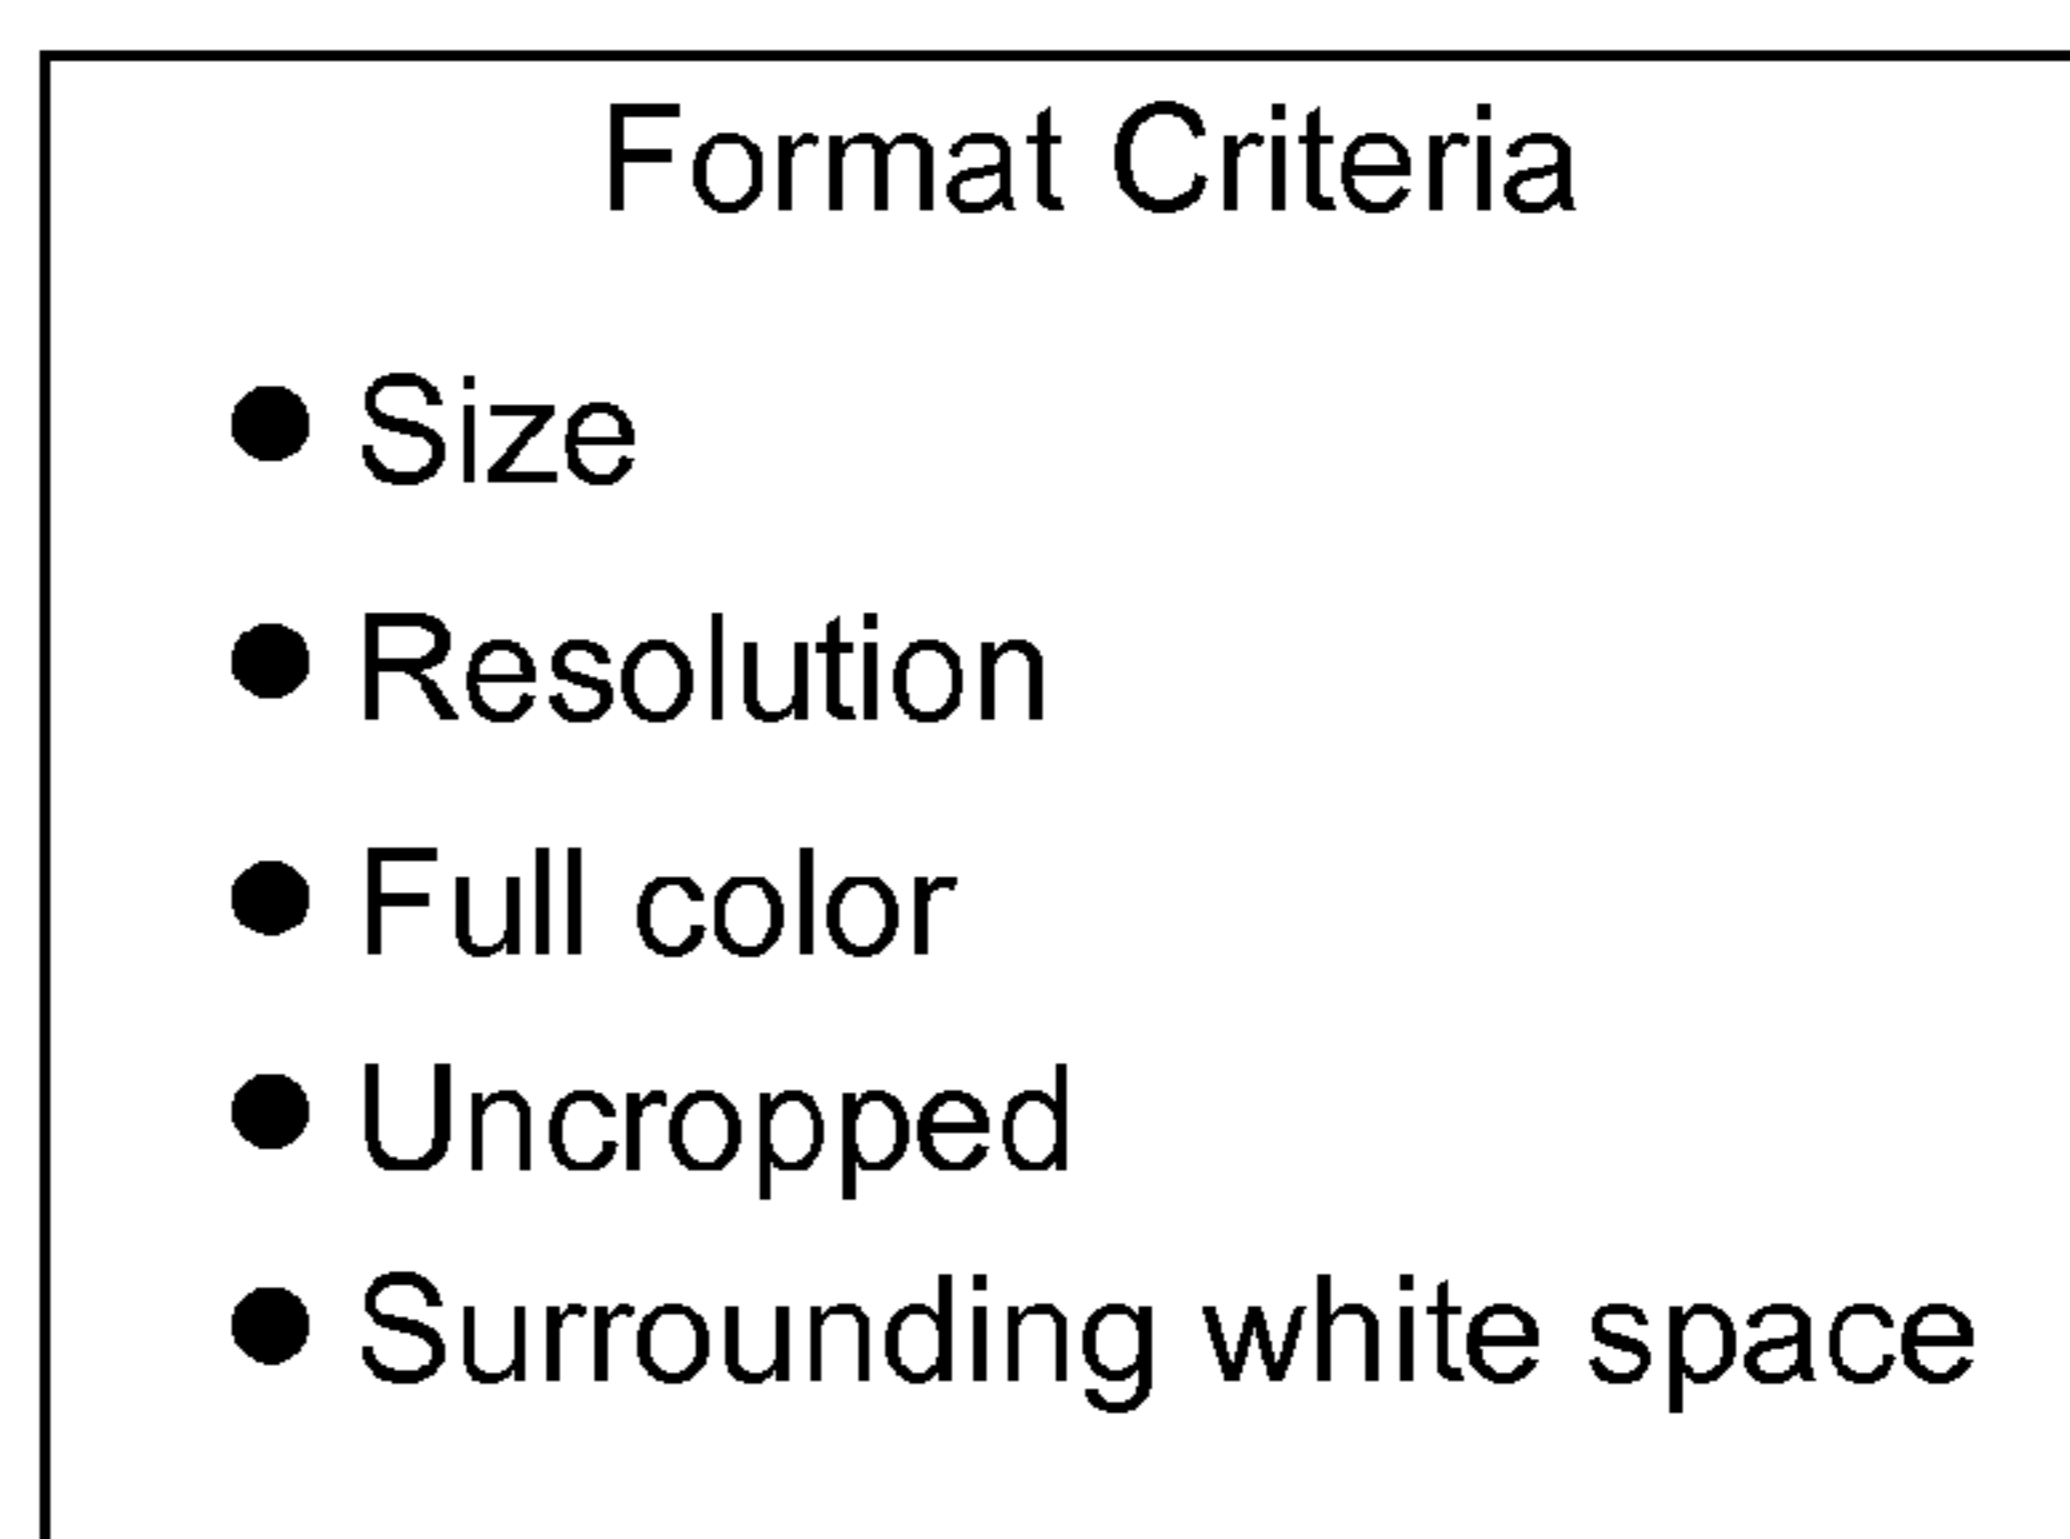 Format Criteria
● Size
● Resolution
● Full color
● Uncropped
● Surrounding white space